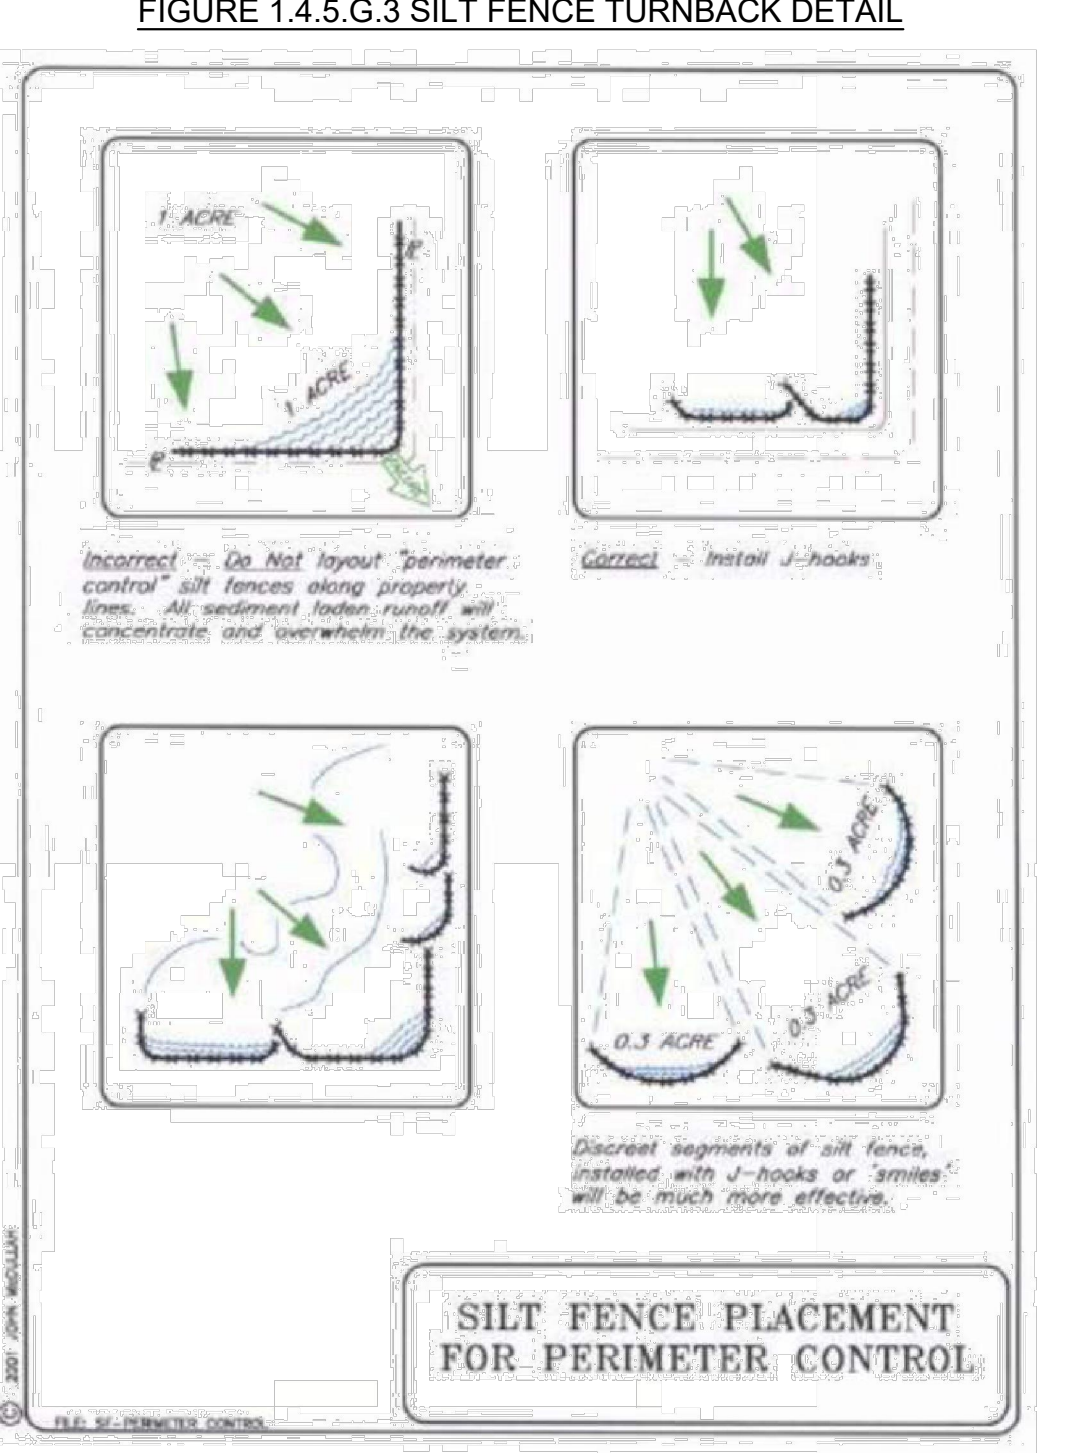 FIGURE 1.4.5.G.3 SILT FENCE TURNBACK DETAIL
1 ACRE
1 ACRE
Incorrect - Do Not layout "perimeter
control" silt fences along property
lines. All sediment laden runoff will
concentrate and overwhelm the system.
Correct - Install J-hooks
0.3 ACRE
0.3 ACRE
0.3 ACRE
Discreet segments of silt fence,
installed with J-hooks or "smiles"
will be much more effective.
SILT FENCE PLACEMENT
FOR PERIMETER CONTROL
FILE: SF-PERIMETER CONTROL
© 2001 JOHN